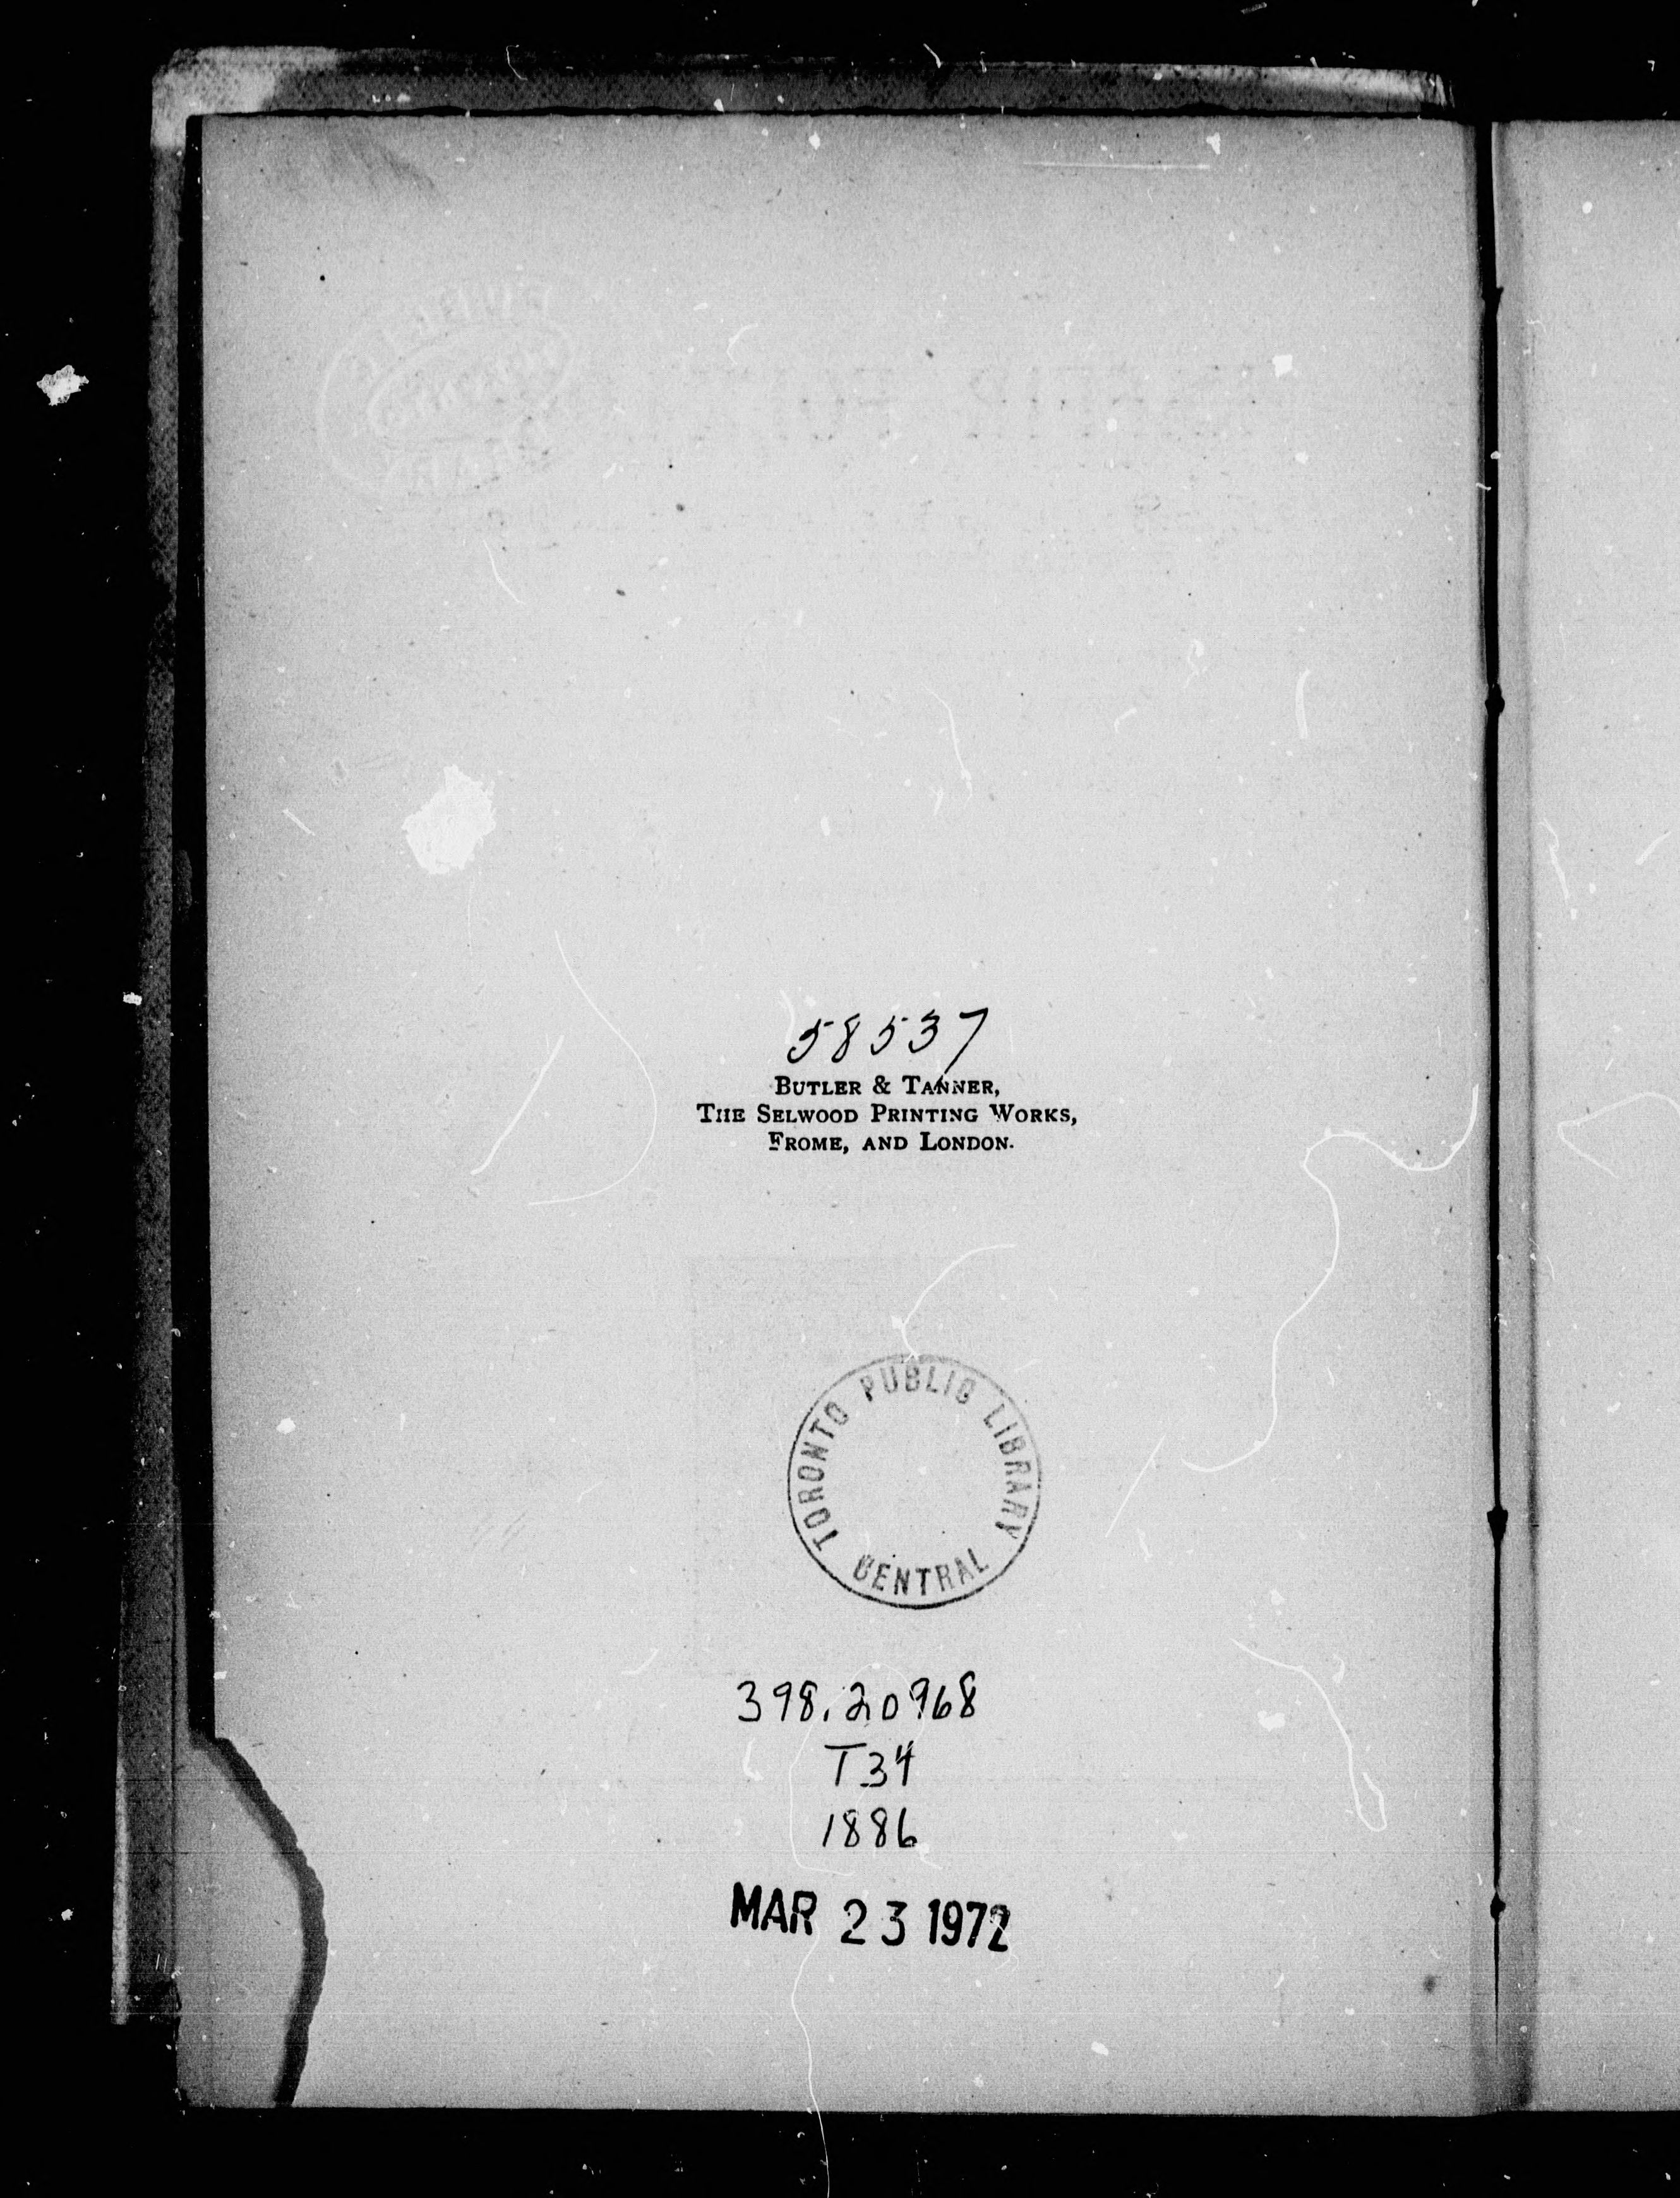 58537
BUTLER & TANNER,
THE SELWOOD PRINTING WORKS,
FROME, AND LONDON.
TORONTO PUBLIC LIBRARY
CENTRAL
398.20968
T34
1886
MAR 23 1972